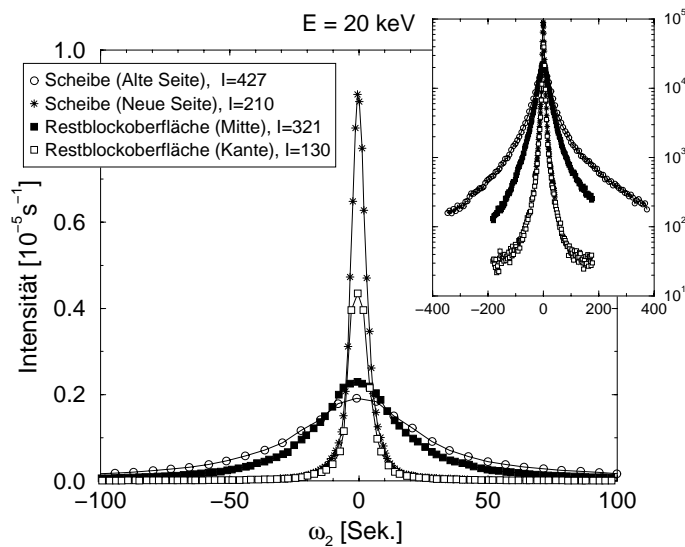 E = 20 keV
Intensität [10⁻⁵s⁻¹]
1.0
0.6
0.4
0.2
0.0
Scheibe (Alte Seite), I=427
Scheibe (Neue Seite), I=210
Restblockoberfläche (Mitte), I=321
Restblockoberfläche (Kante), I=130
10⁵
10⁴
10³
10²
10¹
−400 −200 0 200 400
−100 −50 0 50 100
ω₂ [Sek.]